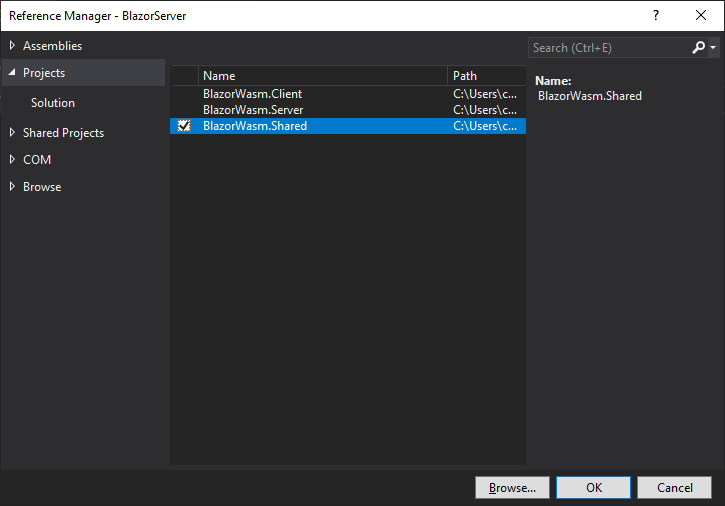 Reference Manager - BlazorServer
?
Assemblies
Projects
Solution
Shared Projects
COM
Browse
Name Path
BlazorWasm.Client C:\Users\c...
BlazorWasm.Server C:\Users\c...
BlazorWasm.Shared C:\Users\c...
Search (Ctrl+E)
Name:
BlazorWasm.Shared
Browse... OK Cancel